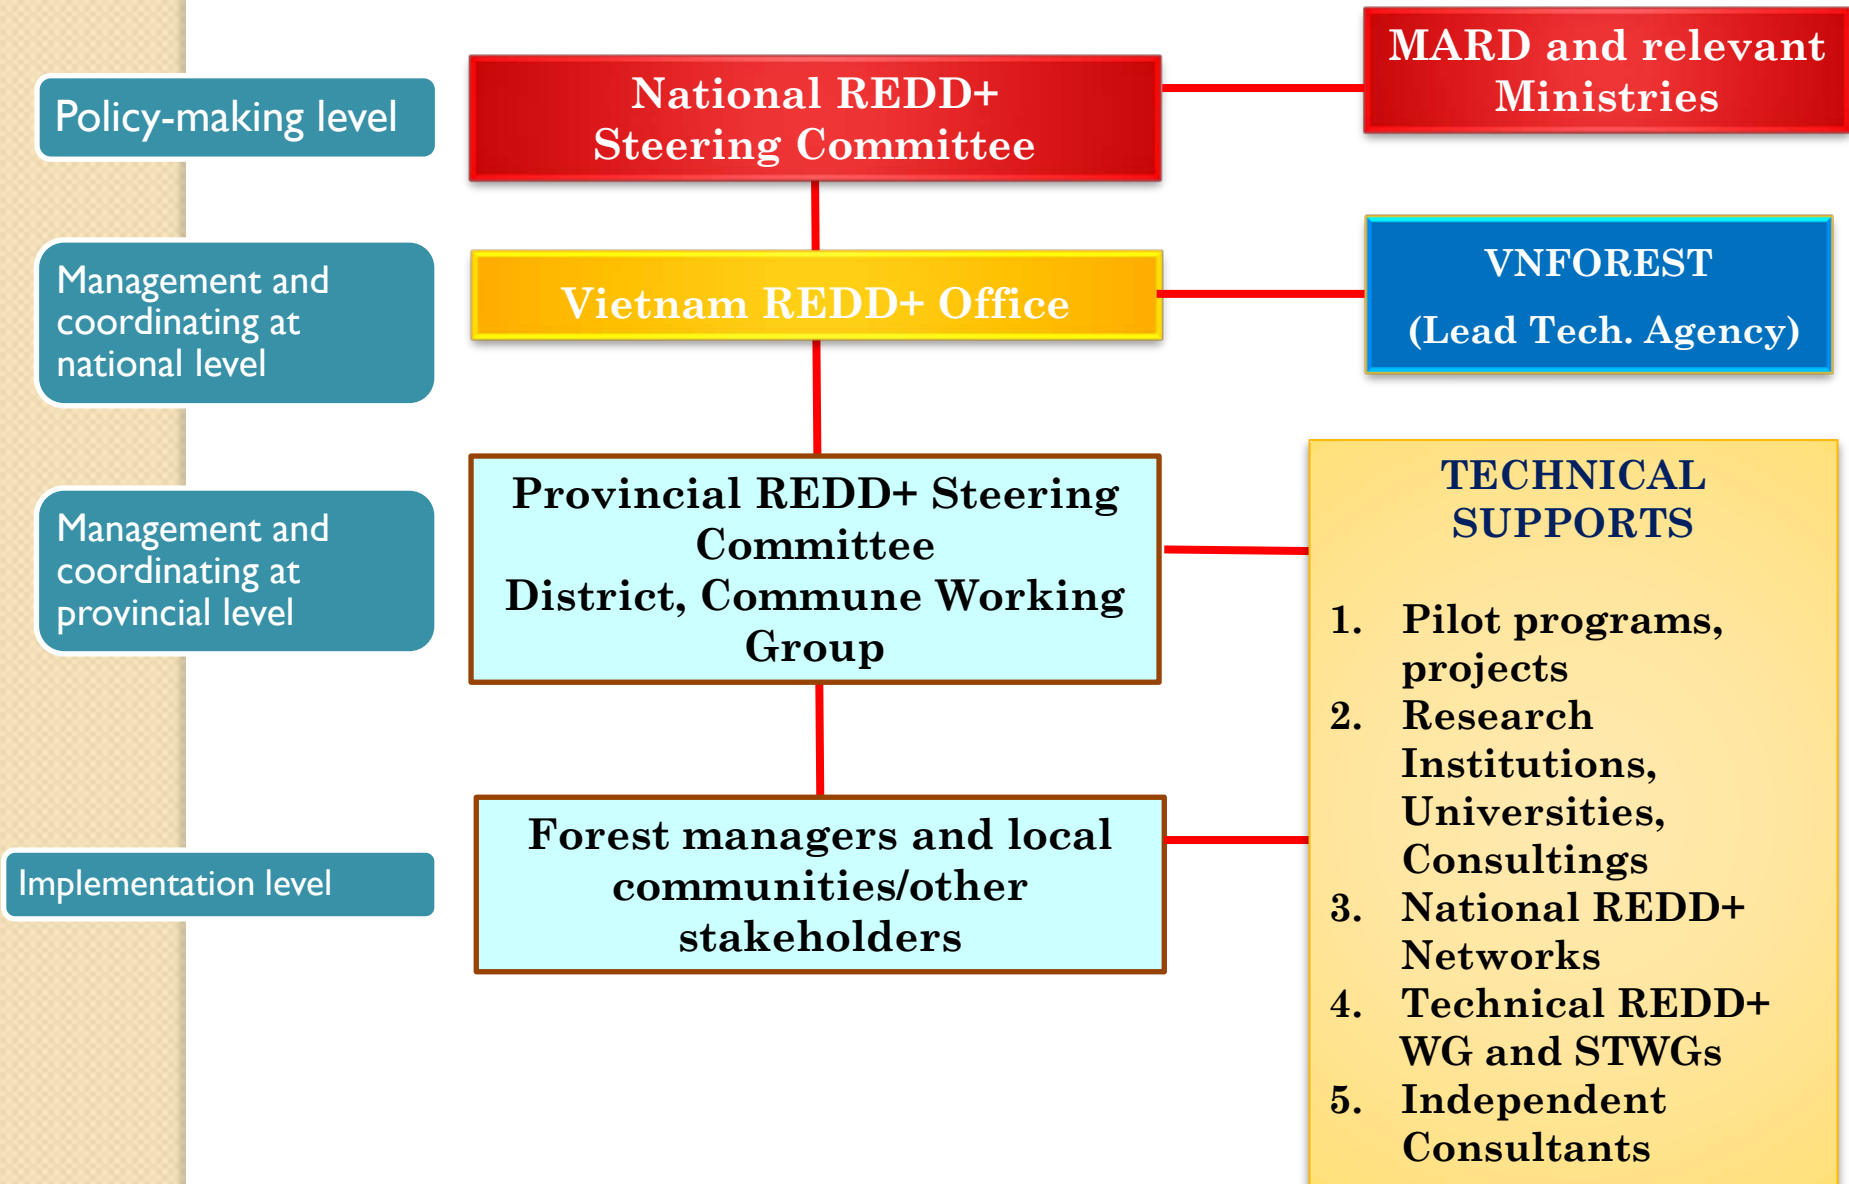 Policy-making level
National REDD+
Steering Committee
MARD and relevant
Ministries
Management and
coordinating at
national level
Vietnam REDD+ Office
VNFOREST
(Lead Tech. Agency)
Management and
coordinating at
provincial level
Provincial REDD+ Steering
Committee
District, Commune Working
Group
Implementation level
Forest managers and local
communities/other
stakeholders
TECHNICAL
SUPPORTS
1. Pilot programs,
projects
2. Research
Institutions,
Universities,
Consultings
3. National REDD+
Networks
4. Technical REDD+
WG and STWGs
5. Independent
Consultants